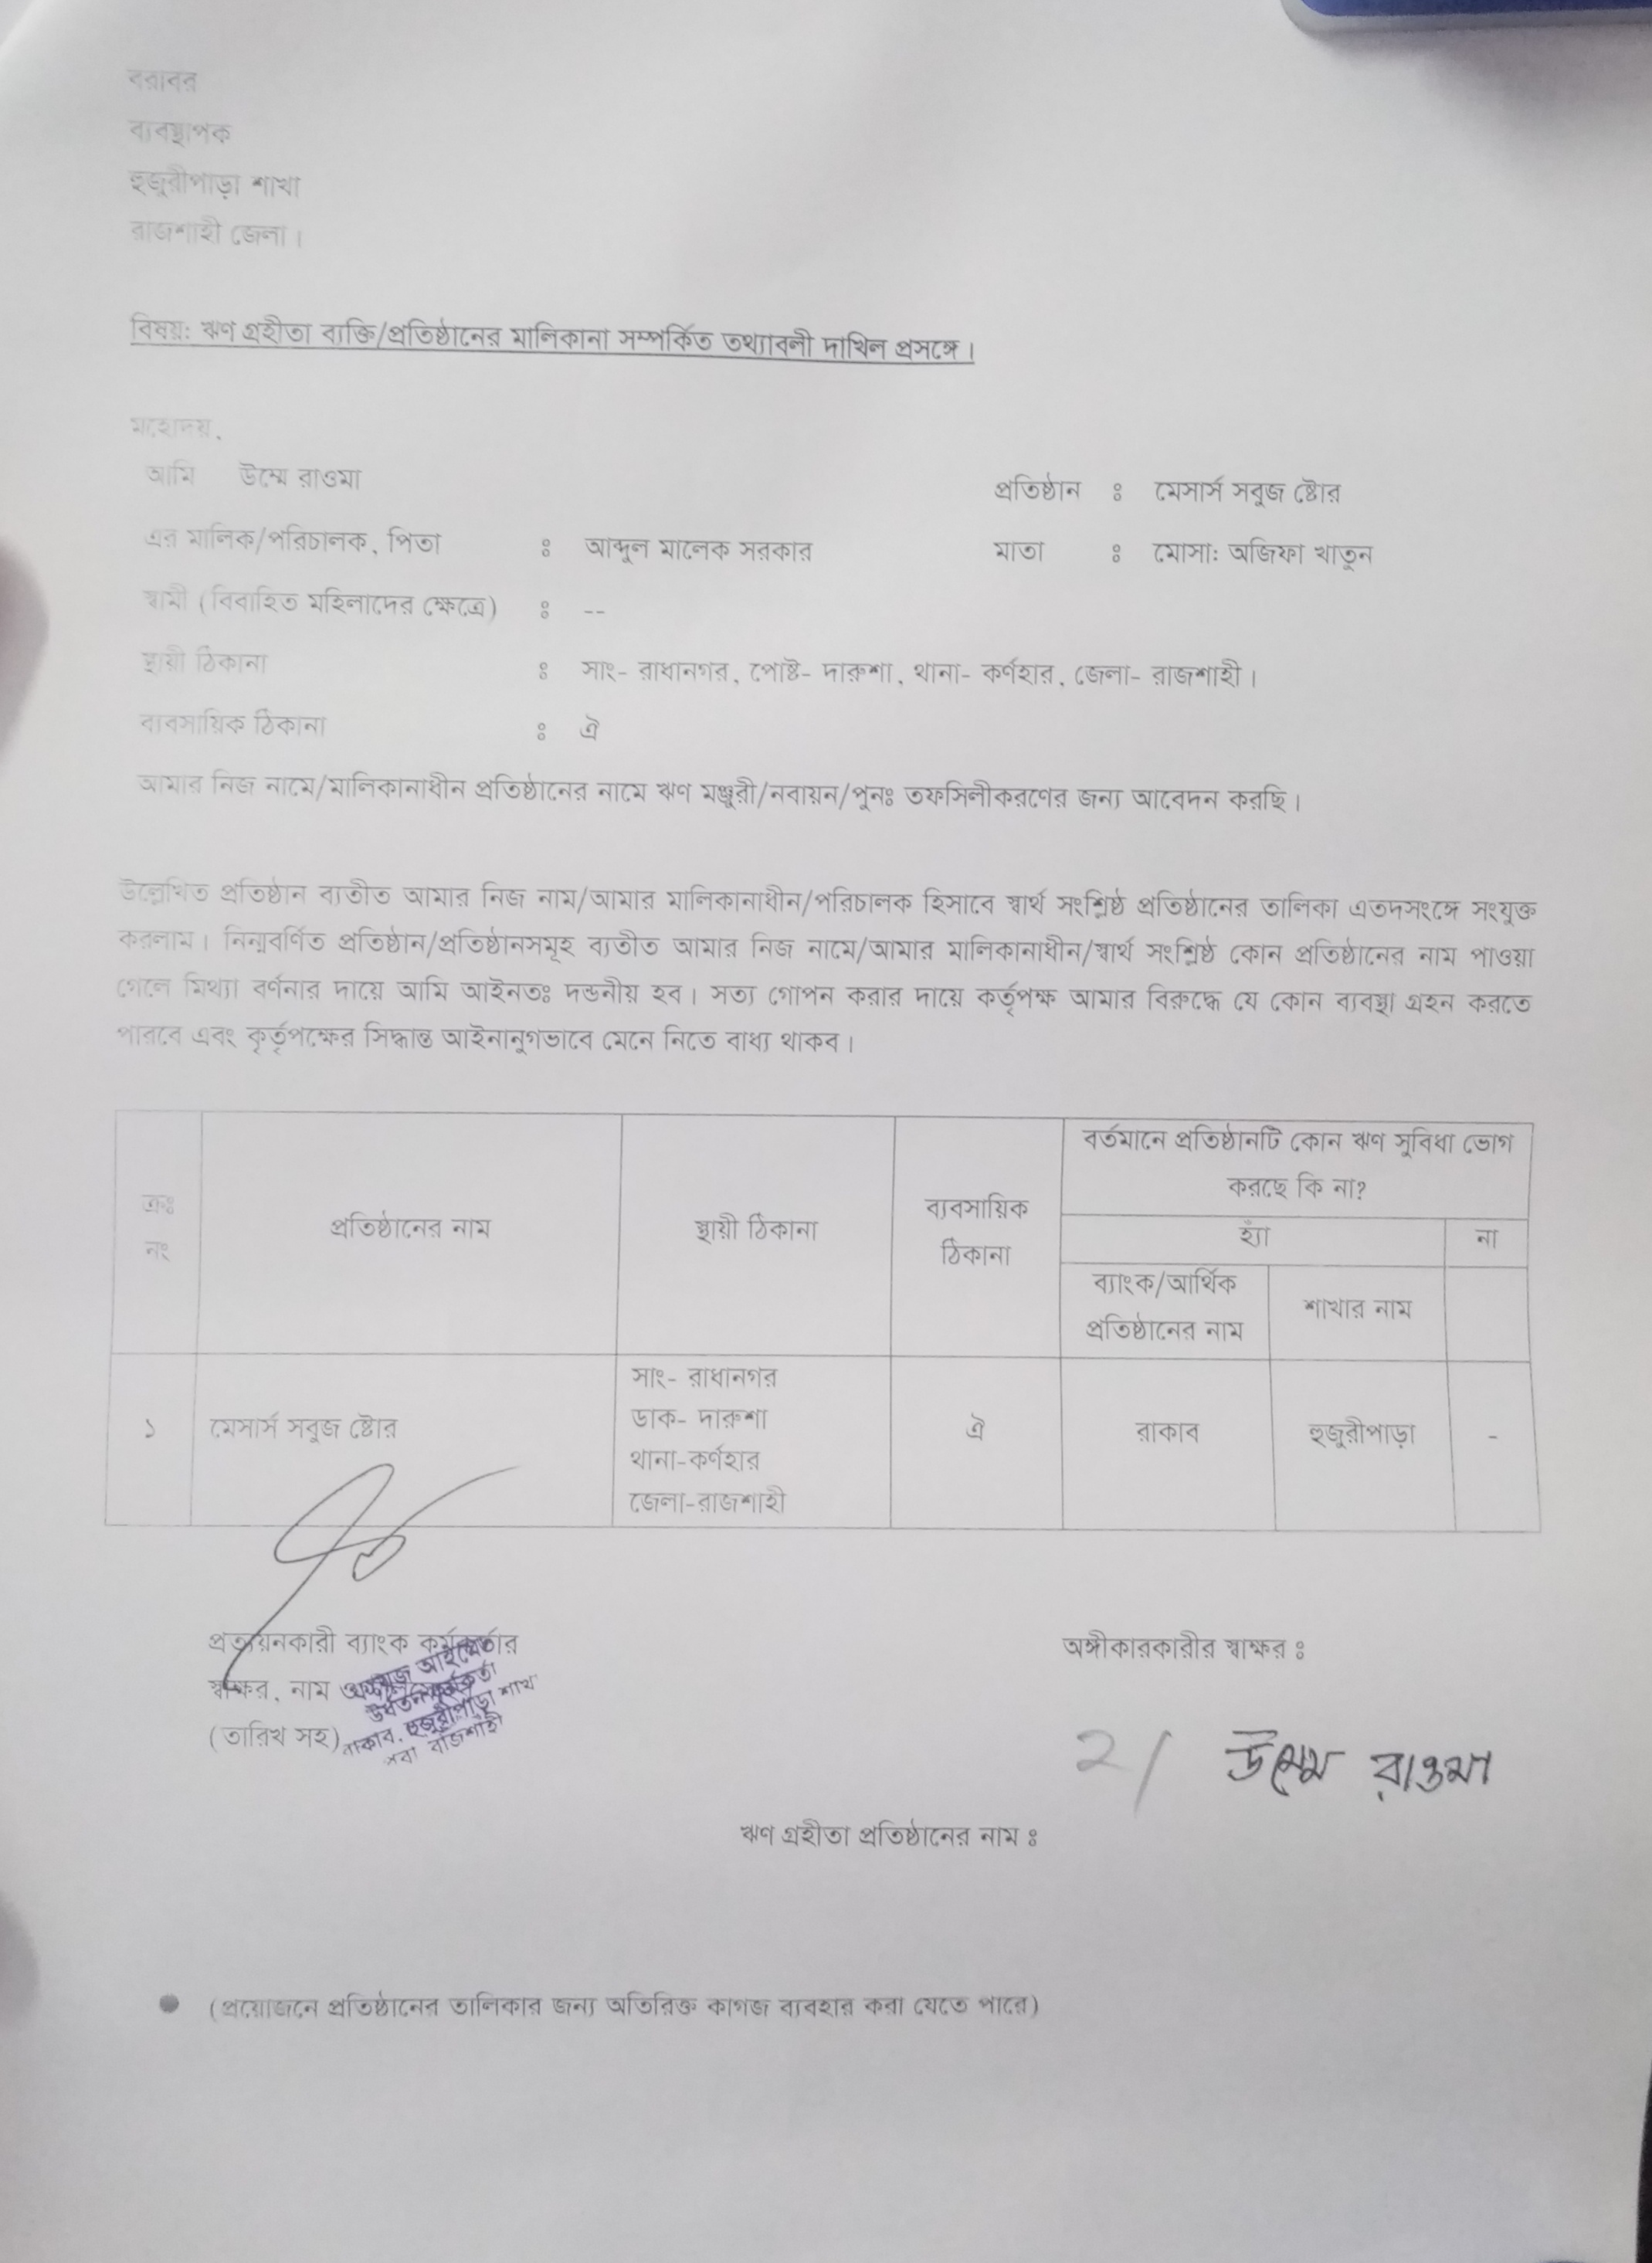 বরাবর
ব্যবস্থাপক
হুজুরীপাড়া শাখা
রাজশাহী জেলা।
বিষয়: ঋণ গ্রহীতা ব্যক্তি/প্রতিষ্ঠানের মালিকানা সম্পর্কিত তথ্যাবলী দাখিল প্রসঙ্গে।
মহোদয়,
আমি উম্মে রাওমা প্রতিষ্ঠান ঃ মেসার্স সবুজ ষ্টোর
এর মালিক/পরিচালক, পিতা ঃ আব্দুল মালেক সরকার মাতা ঃ মোসা: অজিফা খাতুন
স্বামী (বিবাহিত মহিলাদের ক্ষেত্রে) ঃ --
স্থায়ী ঠিকানা ঃ সাং- রাধানগর, পোষ্ট- দারুশা, থানা- কর্ণহার, জেলা- রাজশাহী।
ব্যবসায়িক ঠিকানা ঃ ঐ
আমার নিজ নামে/মালিকানাধীন প্রতিষ্ঠানের নামে ঋণ মঞ্জুরী/নবায়ন/পুনঃ তফসিলীকরণের জন্য আবেদন করছি।
উল্লেখিত প্রতিষ্ঠান ব্যতীত আমার নিজ নাম/আমার মালিকানাধীন/পরিচালক হিসাবে স্বার্থ সংশ্লিষ্ঠ প্রতিষ্ঠানের তালিকা এতদসংঙ্গে সংযুক্ত
করলাম। নিন্মবর্ণিত প্রতিষ্ঠান/প্রতিষ্ঠানসমূহ ব্যতীত আমার নিজ নামে/আমার মালিকানাধীন/স্বার্থ সংশ্লিষ্ঠ কোন প্রতিষ্ঠানের নাম পাওয়া
গেলে মিথ্যা বর্ণনার দায়ে আমি আইনতঃ দন্ডনীয় হব। সত্য গোপন করার দায়ে কর্তৃপক্ষ আমার বিরুদ্ধে যে কোন ব্যবস্থা গ্রহন করতে
পারবে এবং কৃর্তৃপক্ষের সিদ্ধান্ত আইনানুগভাবে মেনে নিতে বাধ্য থাকব।
বর্তমানে প্রতিষ্ঠানটি কোন ঋণ সুবিধা ভোগ
করছে কি না?
ক্রঃ
নং
প্রতিষ্ঠানের নাম
স্থায়ী ঠিকানা
ব্যবসায়িক
ঠিকানা
হ্যাঁ না
ব্যাংক/আর্থিক
প্রতিষ্ঠানের নাম
শাখার নাম
১ মেসার্স সবুজ ষ্টোর
সাং- রাধানগর
ডাক- দারুশা
থানা-কর্ণহার
জেলা-রাজশাহী
ঐ রাকাব হুজুরীপাড়া -
প্রত্যয়নকারী ব্যাংক কর্মকর্তার
স্বাক্ষর, নাম
(তারিখ সহ)
উর্ধতন মুখ্য কর্মকর্তা
রাকাব, হুজুরীপাড়া শাখা
পবা রাজশাহী
অঙ্গীকারকারীর স্বাক্ষর ঃ
২/ উম্মে রাওমা
ঋণ গ্রহীতা প্রতিষ্ঠানের নাম ঃ
● (প্রয়োজনে প্রতিষ্ঠানের তালিকার জন্য অতিরিক্ত কাগজ ব্যবহার করা যেতে পারে)